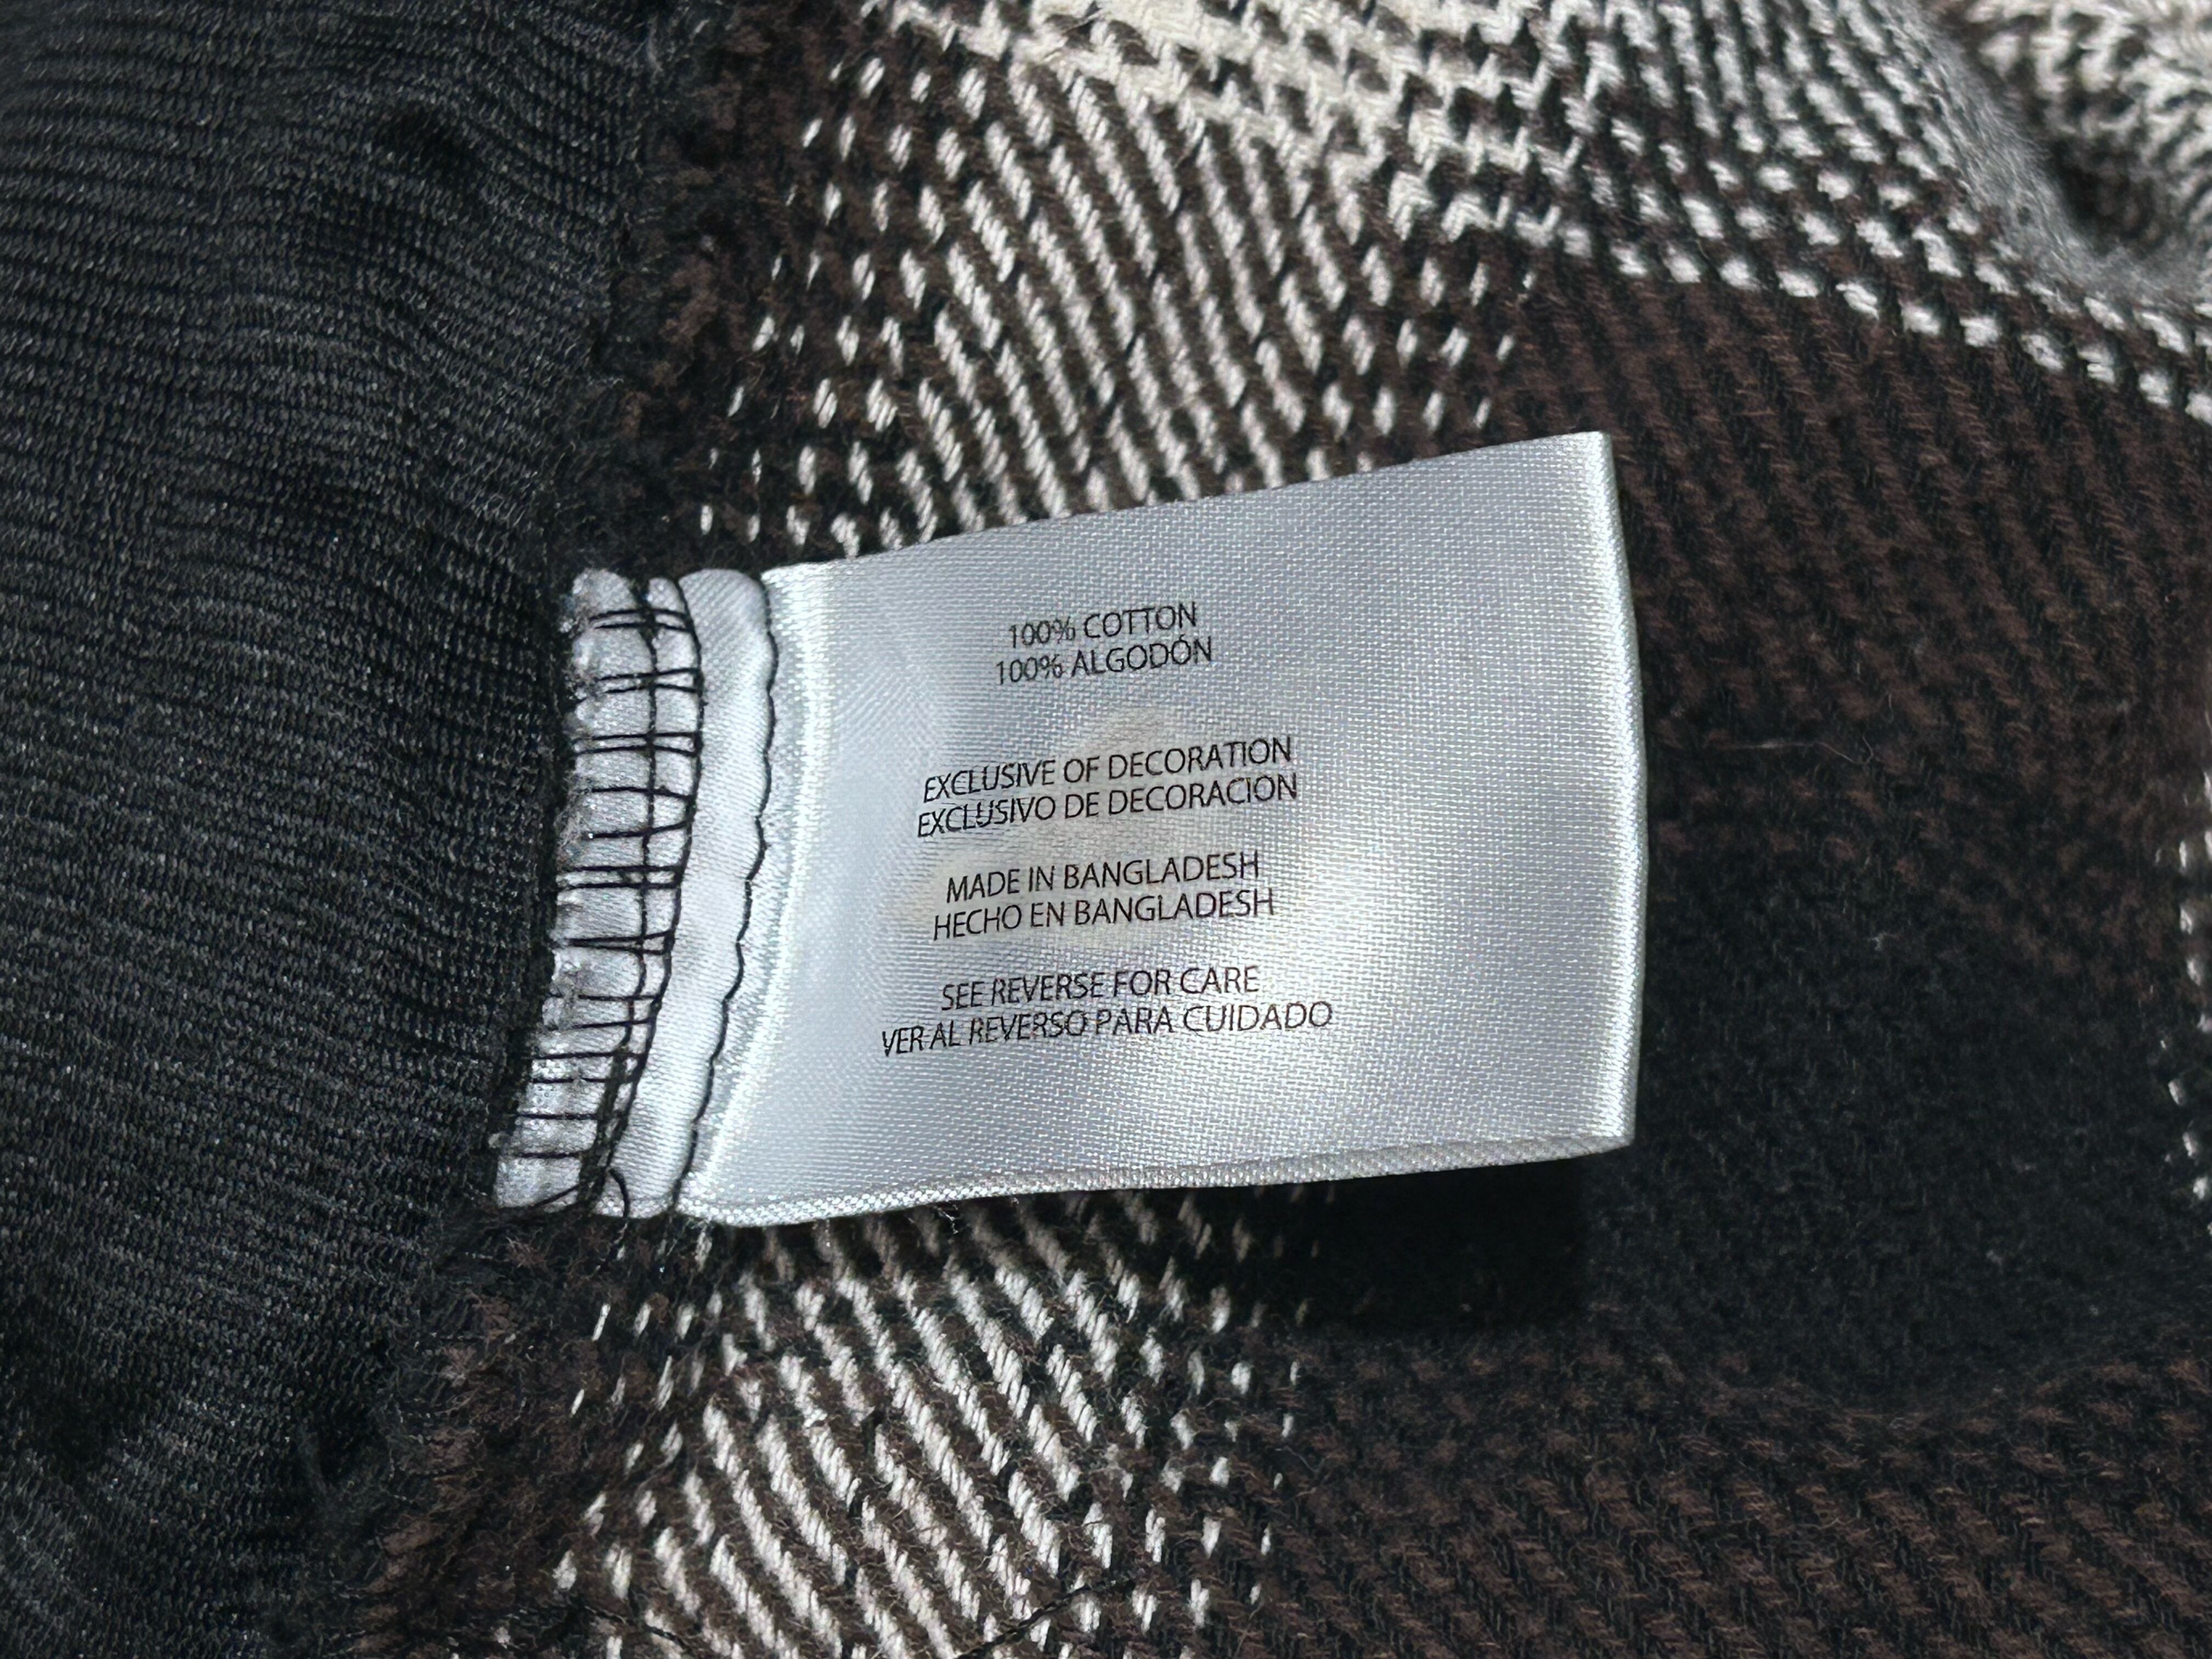 100% COTTON
100% ALGODÓN
EXCLUSIVE OF DECORATION
EXCLUSIVO DE DECORACION
MADE IN BANGLADESH
HECHO EN BANGLADESH
SEE REVERSE FOR CARE
VER AL REVERSO PARA CUIDADO